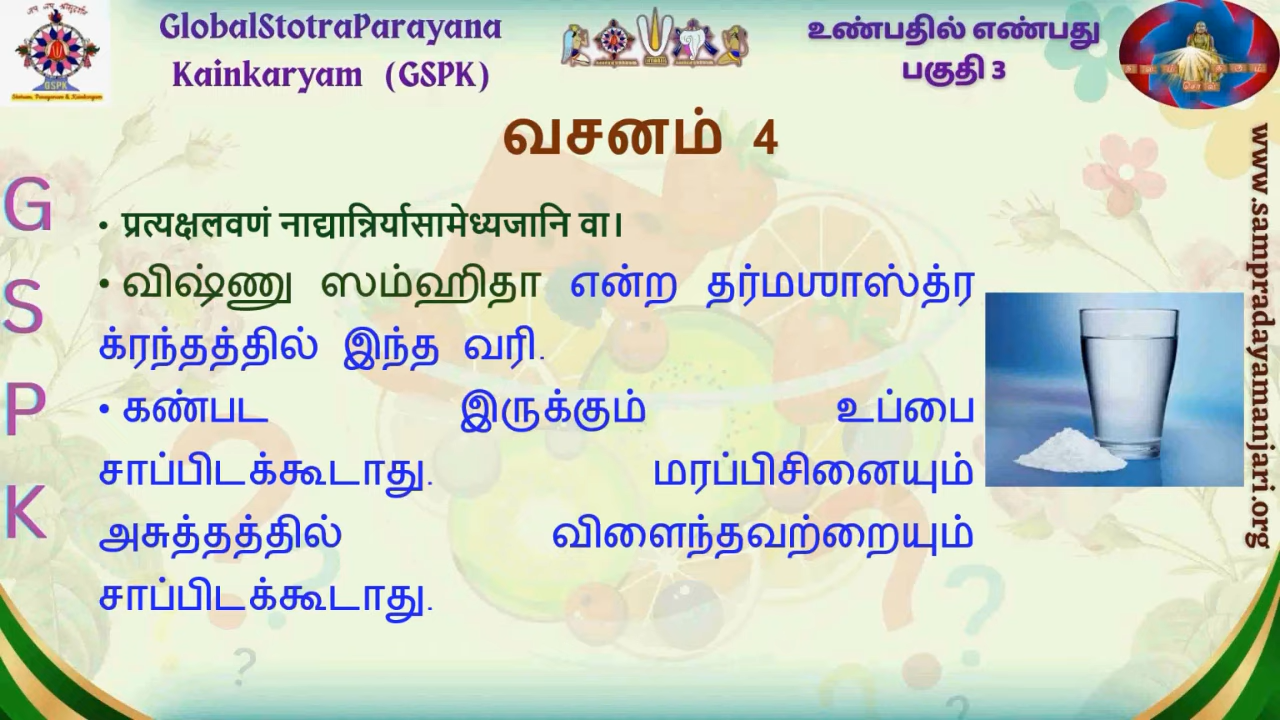 GlobalStotraParayana
Kainkaryam (GSPK)
உண்பதில் எண்பது
பகுதி 3
வசனம் 4
• प्रत्यक्षलवणं नाद्यान्निर्यासामेध्यजानि वा।
• விஷ்ணு ஸம்ஹிதா என்ற தர்மஶாஸ்த்ர
க்ரந்தத்தில் இந்த வரி.
• கண்பட இருக்கும் உப்பை
சாப்பிடக்கூடாது. மரப்பிசினையும்
அசுத்தத்தில் விளைந்தவற்றையும்
சாப்பிடக்கூடாது.
G
S
P
K
www.sampradayamanjari.org
GSPK